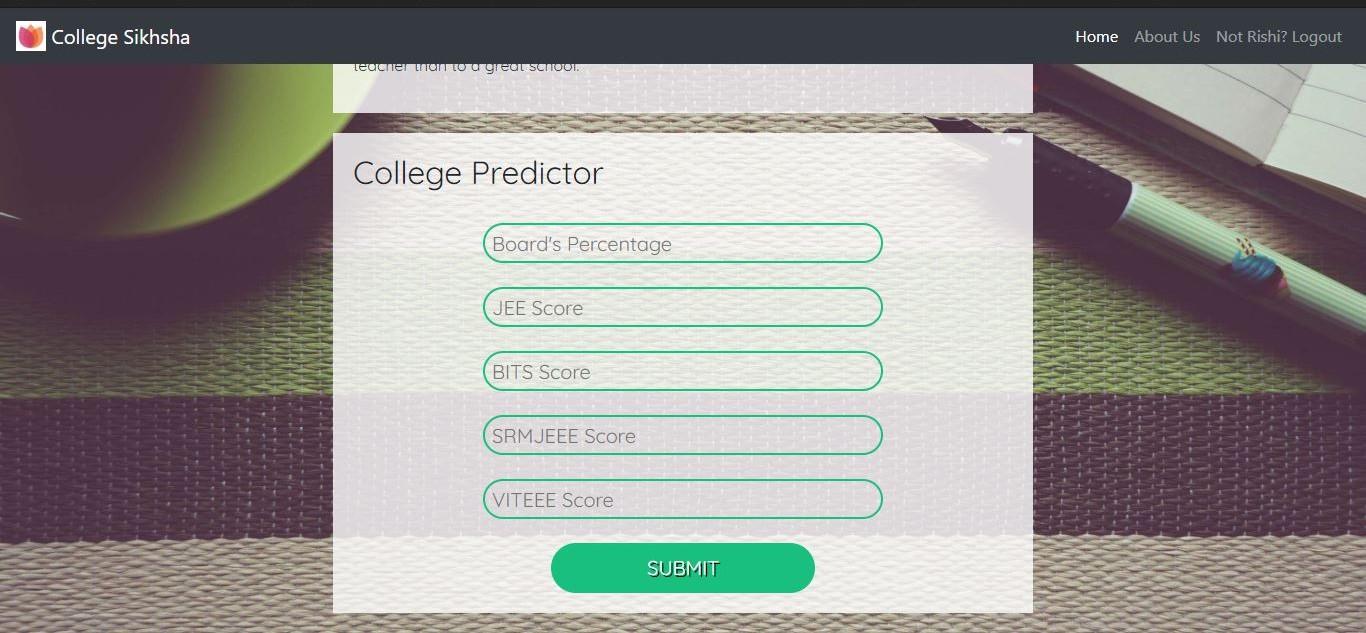 College Sikhsha
Home About Us Not Rishi? Logout
teacher than to a great school.
College Predictor
Board's Percentage
JEE Score
BITS Score
SRMJEEE Score
VITEEE Score
SUBMIT